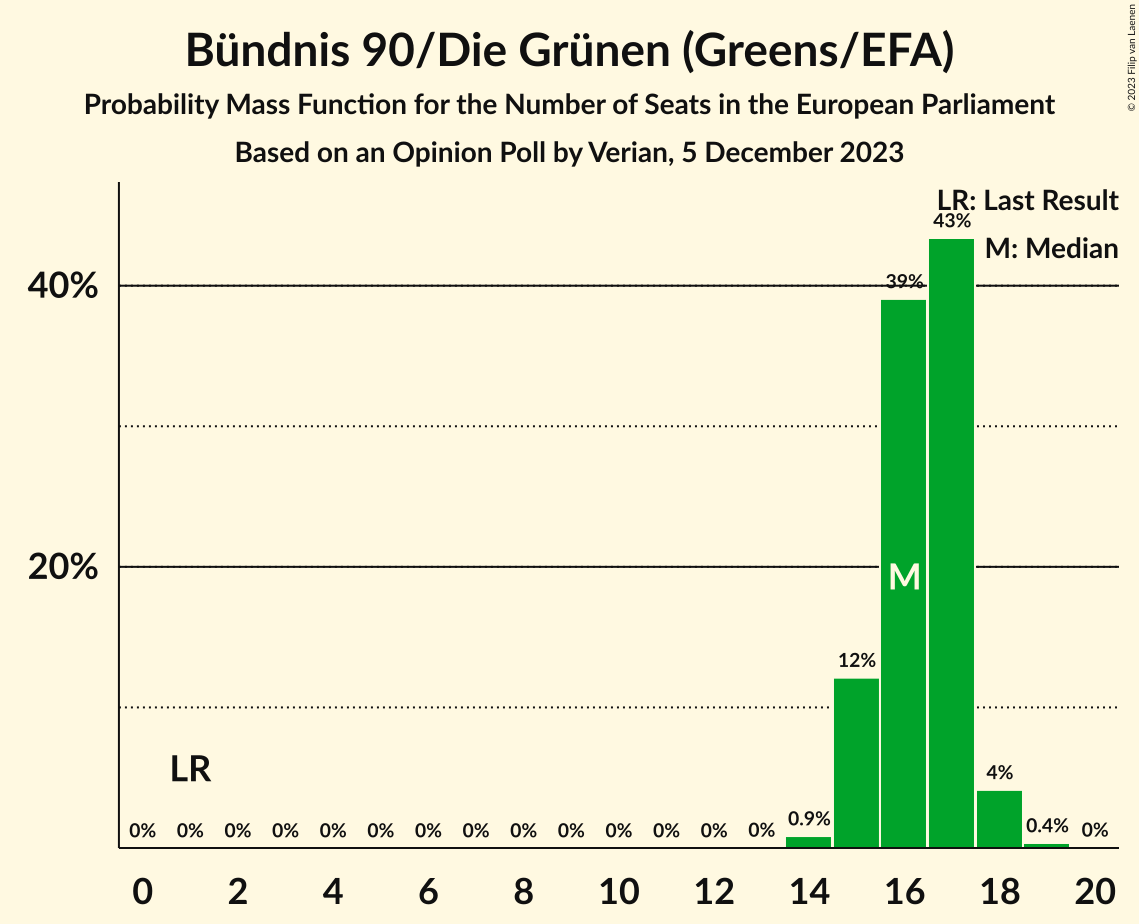 Bündnis 90/Die Grünen (Greens/EFA)
Probability Mass Function for the Number of Seats in the European Parliament
Based on an Opinion Poll by Verian, 5 December 2023
© 2023 Filip van Laenen
LR: Last Result
M: Median
43%
40%
39%
20%
M
12%
LR
4%
0% 0% 0% 0% 0% 0% 0% 0% 0% 0% 0% 0% 0% 0% 0.9% 0.4% 0%
0 2 4 6 8 10 12 14 16 18 20